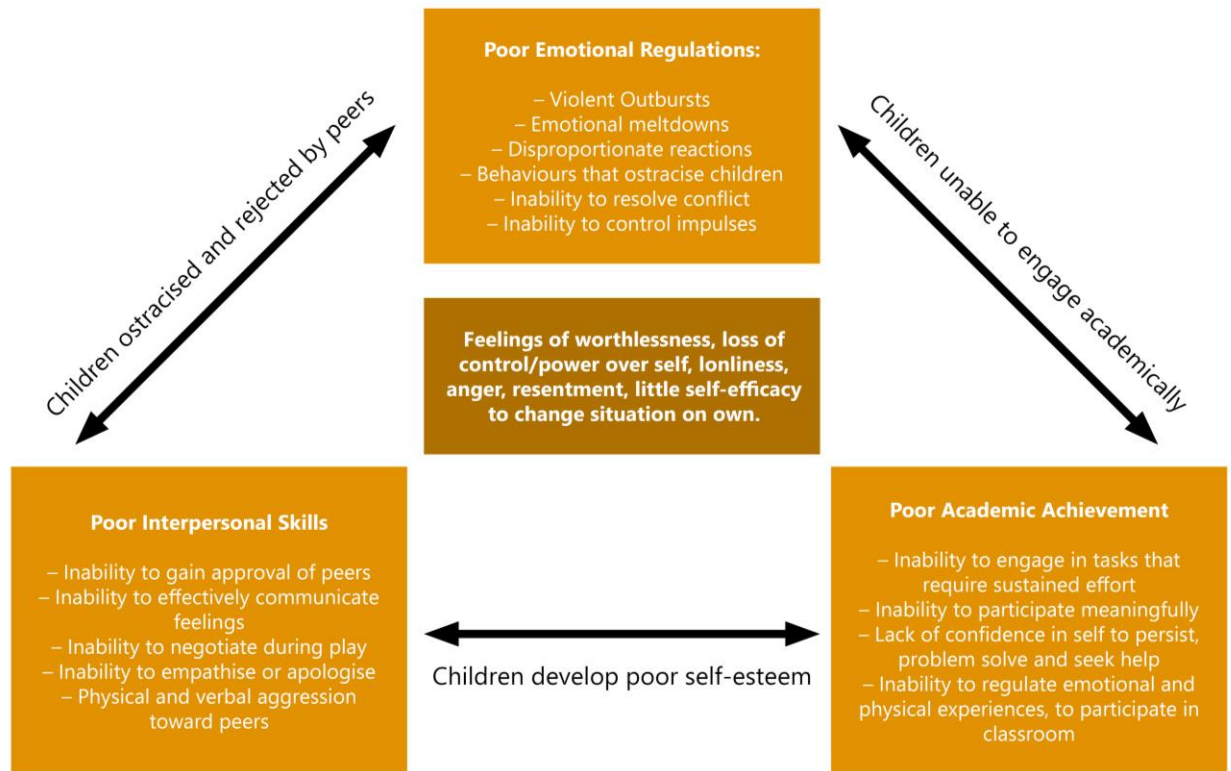 Poor Emotional Regulations:
– Violent Outbursts
– Emotional meltdowns
– Disproportionate reactions
– Behaviours that ostracise children
– Inability to resolve conflict
– Inability to control impulses
Children ostracised and rejected by peers
Children unable to engage academically
Feelings of worthlessness, loss of
control/power over self, lonliness,
anger, resentment, little self-efficacy
to change situation on own.
Poor Interpersonal Skills
– Inability to gain approval of peers
– Inability to effectively communicate
feelings
– Inability to negotiate during play
– Inability to empathise or apologise
– Physical and verbal aggression
toward peers
Children develop poor self-esteem
Poor Academic Achievement
– Inability to engage in tasks that
require sustained effort
– Inability to participate meaningfully
– Lack of confidence in self to persist,
problem solve and seek help
– Inability to regulate emotional and
physical experiences, to participate in
classroom